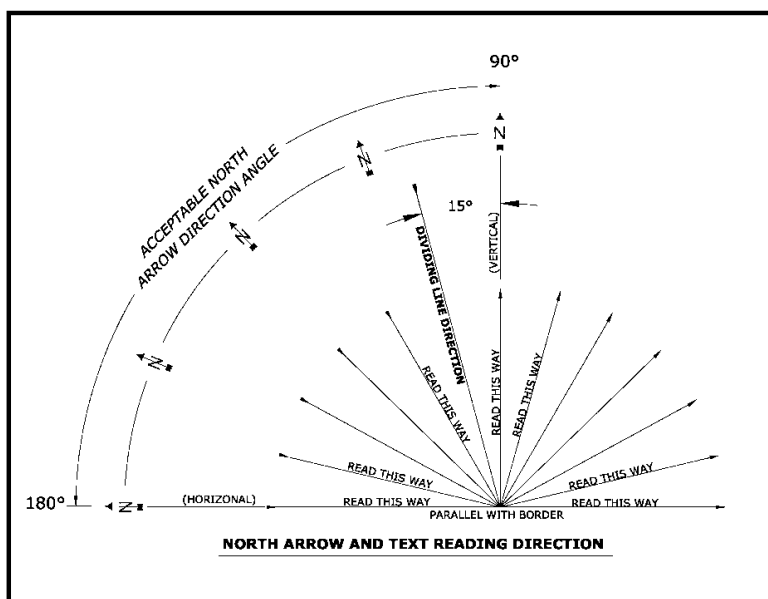 90°
N
N
ACCEPTABLE NORTH
ARROW DIRECTION ANGLE
15°
N
(VERTICAL)
DIVIDING LINE DIRECTION
READ THIS WAY
READ THIS WAY
READ THIS WAY
N
READ THIS WAY
READ THIS WAY
180°
N
(HORIZONAL)
READ THIS WAY
READ THIS WAY
PARALLEL WITH BORDER
NORTH ARROW AND TEXT READING DIRECTION